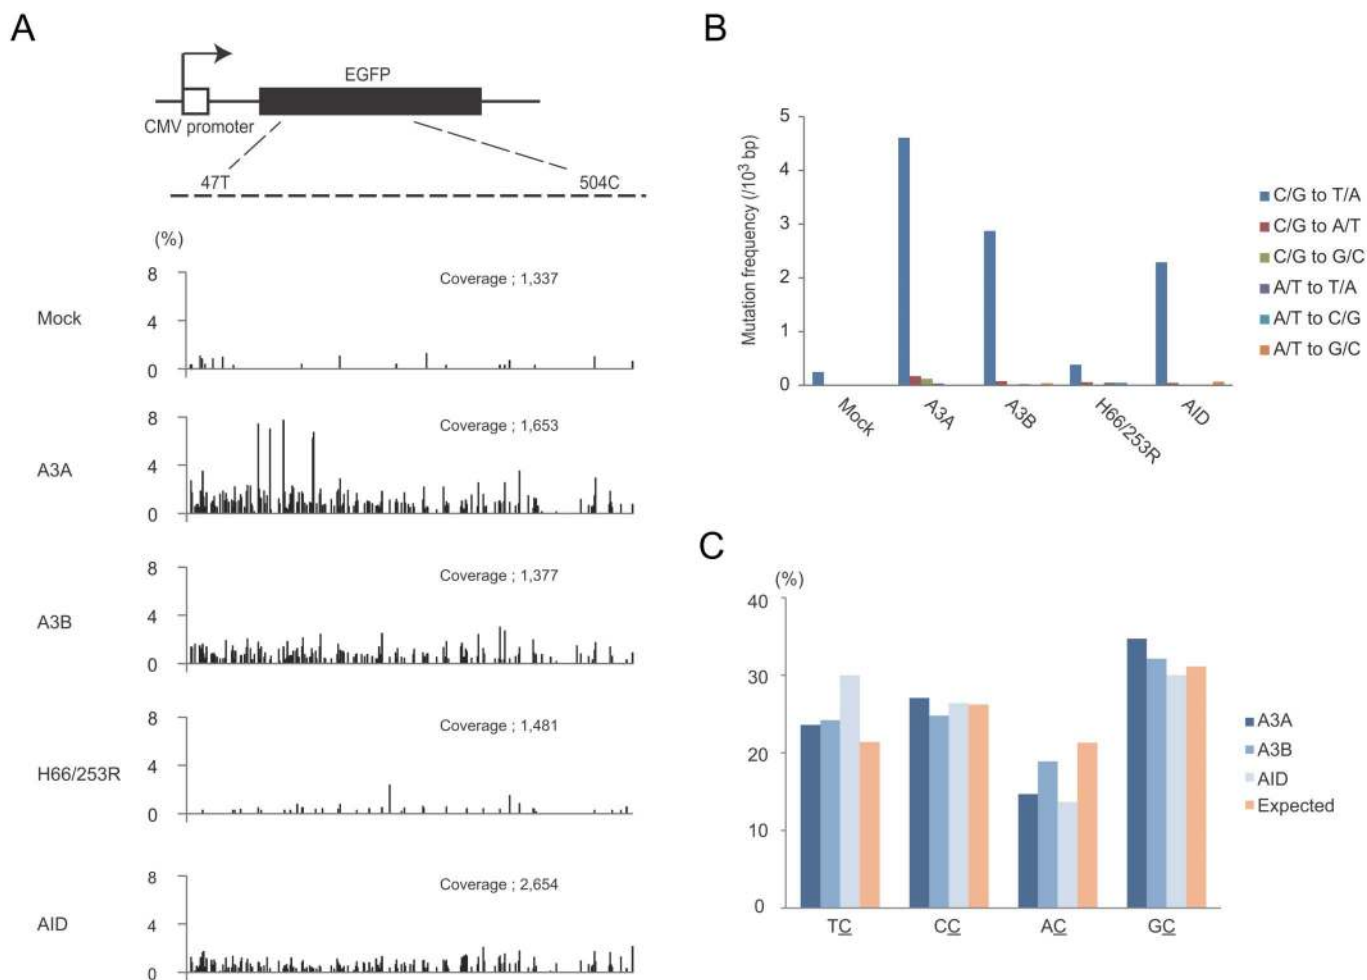 A
EGFP
CMV promoter
47T
504C
(%)
Mock
8
4
0
Coverage ; 1,337
A3A
8
4
0
Coverage ; 1,653
A3B
8
4
0
Coverage ; 1,377
H66/253R
8
4
0
Coverage ; 1,481
AID
8
4
0
Coverage ; 2,654
B
Mutation frequency (/10³ bp)
5
4
3
2
1
0
Mock
A3A
A3B
H66/253R
AID
C/G to T/A
C/G to A/T
C/G to G/C
A/T to T/A
A/T to C/G
A/T to G/C
C
(%)
40
30
20
10
0
TC
CC
AC
GC
A3A
A3B
AID
Expected